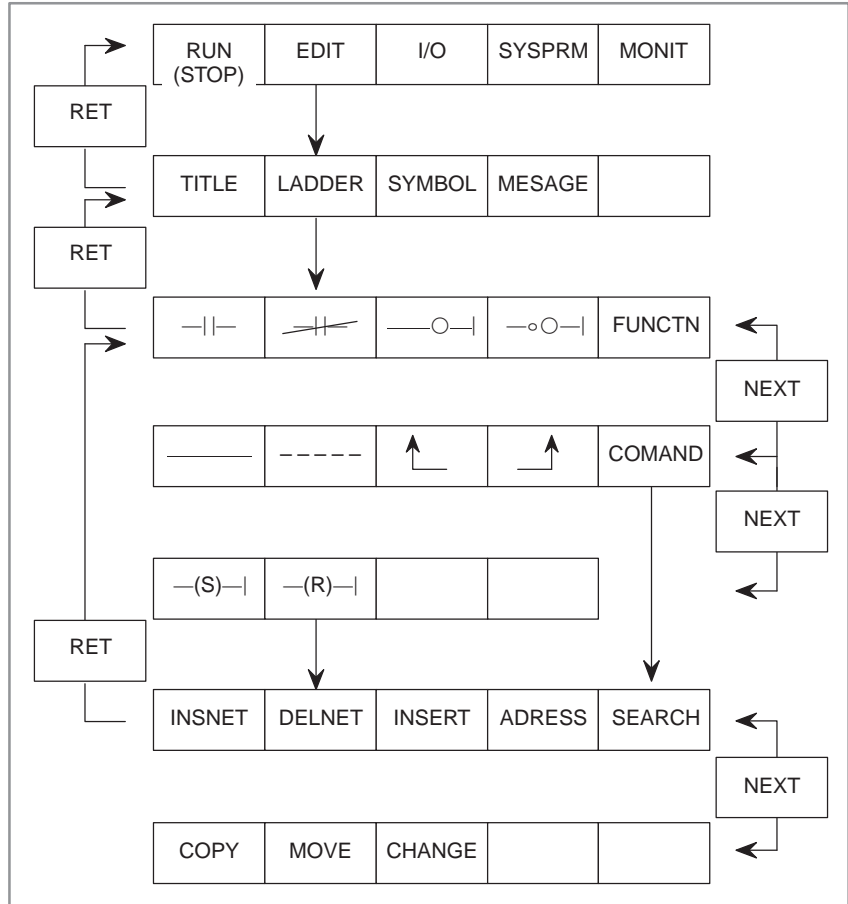 RUN
(STOP)
EDIT
I/O
SYSPRM
MONIT
RET
TITLE
LADDER
SYMBOL
MESAGE
RET
FUNCTN
NEXT
COMAND
NEXT
(S)
(R)
RET
INSNET
DELNET
INSERT
ADRESS
SEARCH
NEXT
COPY
MOVE
CHANGE